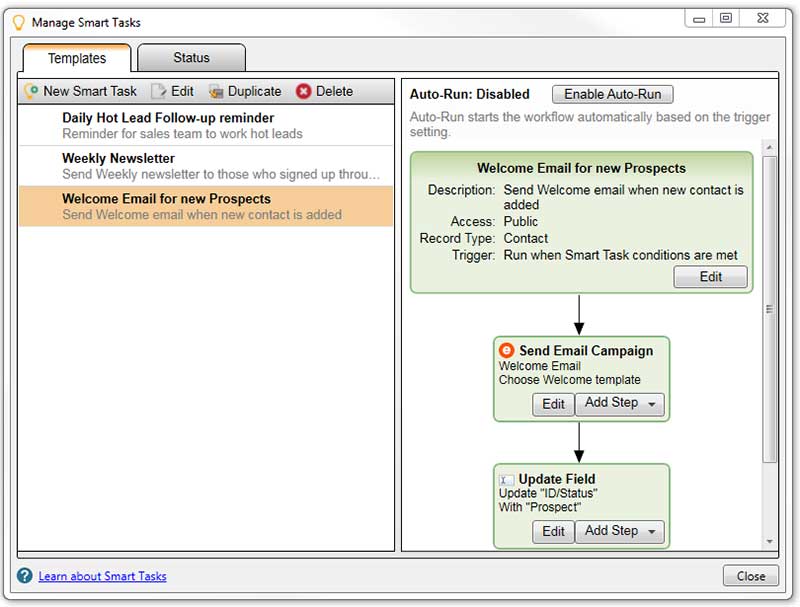 Manage Smart Tasks
Templates
Status
New Smart Task
Edit
Duplicate
Delete
Daily Hot Lead Follow-up reminder
Reminder for sales team to work hot leads
Weekly Newsletter
Send Weekly newsletter to those who signed up throu...
Welcome Email for new Prospects
Send Welcome email when new contact is added
Auto-Run: Disabled
Enable Auto-Run
Auto-Run starts the workflow automatically based on the trigger
setting.
Welcome Email for new Prospects
Description: Send Welcome email when new contact is
added
Access: Public
Record Type: Contact
Trigger: Run when Smart Task conditions are met
Edit
Send Email Campaign
Welcome Email
Choose Welcome template
Edit
Add Step
Update Field
Update "ID/Status"
With "Prospect"
Edit
Add Step
Learn about Smart Tasks
Close